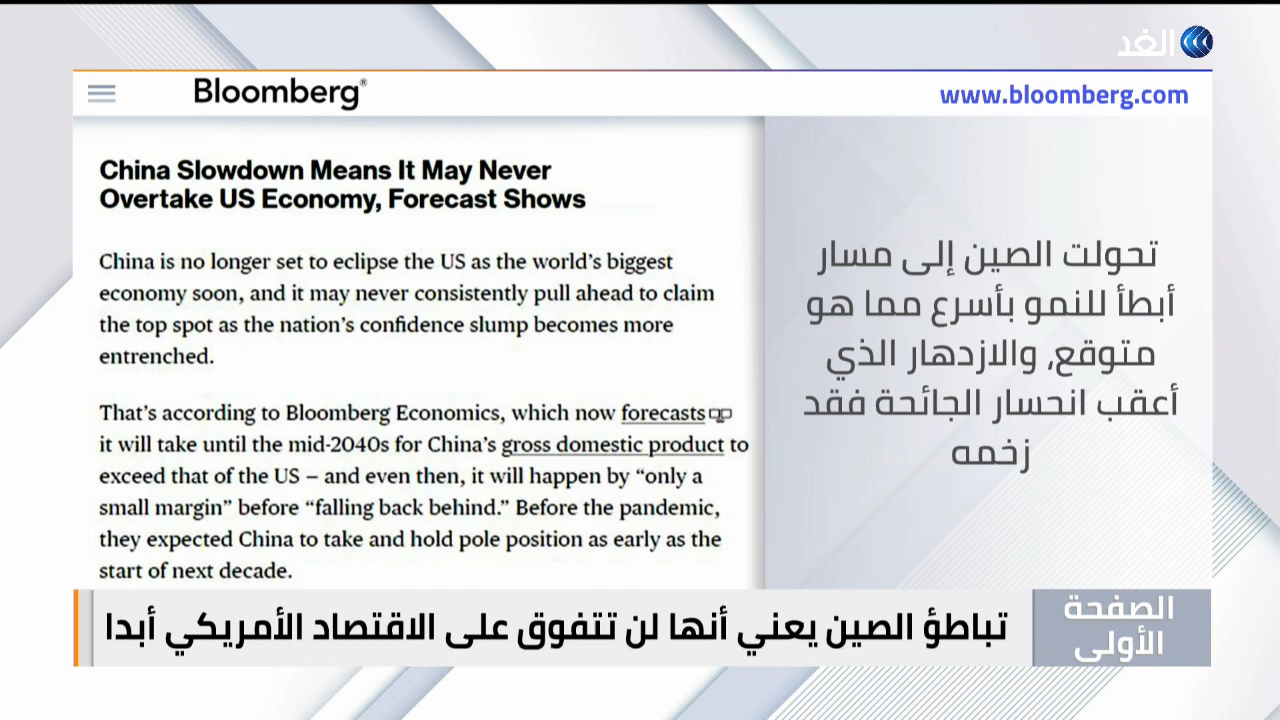 الغد
Bloomberg®
www.bloomberg.com
China Slowdown Means It May Never
Overtake US Economy, Forecast Shows
China is no longer set to eclipse the US as the world’s biggest
economy soon, and it may never consistently pull ahead to claim
the top spot as the nation’s confidence slump becomes more
entrenched.
That’s according to Bloomberg Economics, which now forecasts
it will take until the mid-2040s for China’s gross domestic product to
exceed that of the US – and even then, it will happen by “only a
small margin” before “falling back behind.” Before the pandemic,
they expected China to take and hold pole position as early as the
start of next decade.
تحولت الصين إلى مسار
أبطأ للنمو بأسرع مما هو
متوقع، والازدهار الذي
أعقب انحسار الجائحة فقد
زخمه
الصفحة
الأولى
تباطؤ الصين يعني أنها لن تتفوق على الاقتصاد الأمريكي أبدا